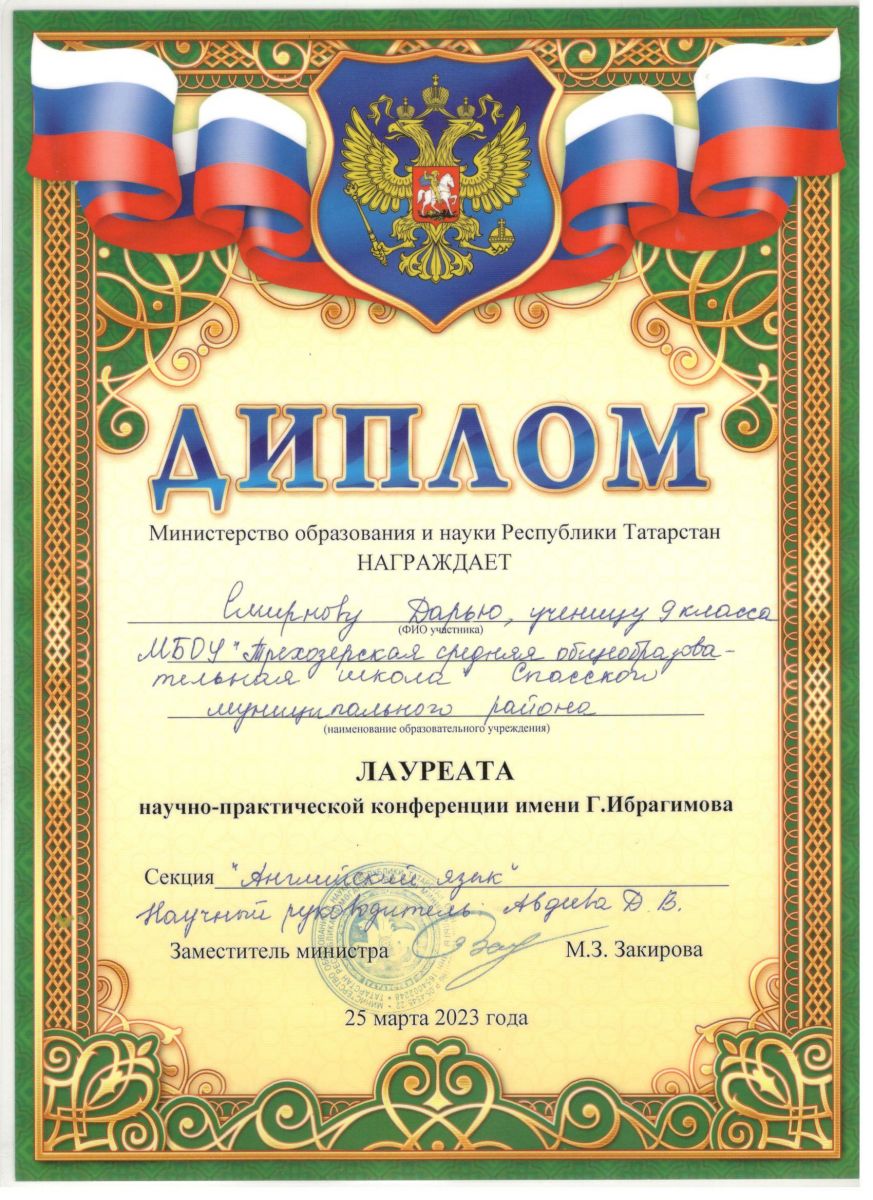 ДИПЛОМ
Министерство образования и науки Республики Татарстан
НАГРАЖДАЕТ
Смирнову Дарью, ученицу 9 класса
(ФИО участника)
МБОУ "Трехозерская средняя общеобразова-
тельная школа" Спасского
муниципального района
(наименование образовательного учреждения)
ЛАУРЕАТА
научно-практической конференции имени Г.Ибрагимова
Секция "Английский язык"
Научный руководитель: Авдеева Д. В.
Заместитель министра М.З. Закирова
25 марта 2023 года